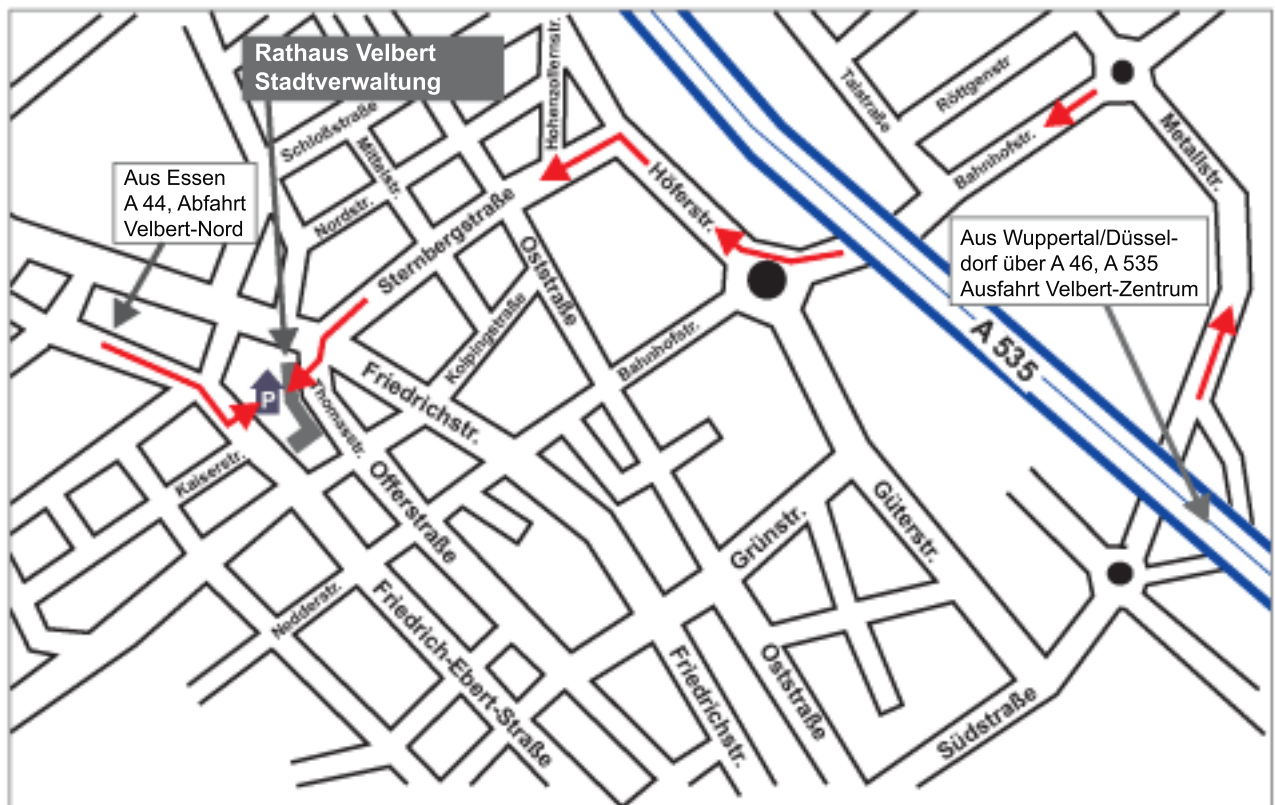 Rathaus Velbert
Stadtverwaltung
Hohenzollernstr.
Talstraße
Röttgenstr
Bahnhofstr.
Metallstr.
Schloßstraße
Mittelstr.
Nordstr.
Aus Essen
A 44, Abfahrt
Velbert-Nord
Höferstr.
Sternbergstraße
Oststraße
Aus Wuppertal/Düssel-
dorf über A 46, A 535
Ausfahrt Velbert-Zentrum
A 535
Kolpingstraße
Bahnhofstr.
Friedrichstr.
P
Thomasstr.
Kaiserstr.
Offerstraße
Güterstr.
Grünstr.
Nedderstr.
Friedrich-Ebert-Straße
Friedrichstr.
Oststraße
Südstraße